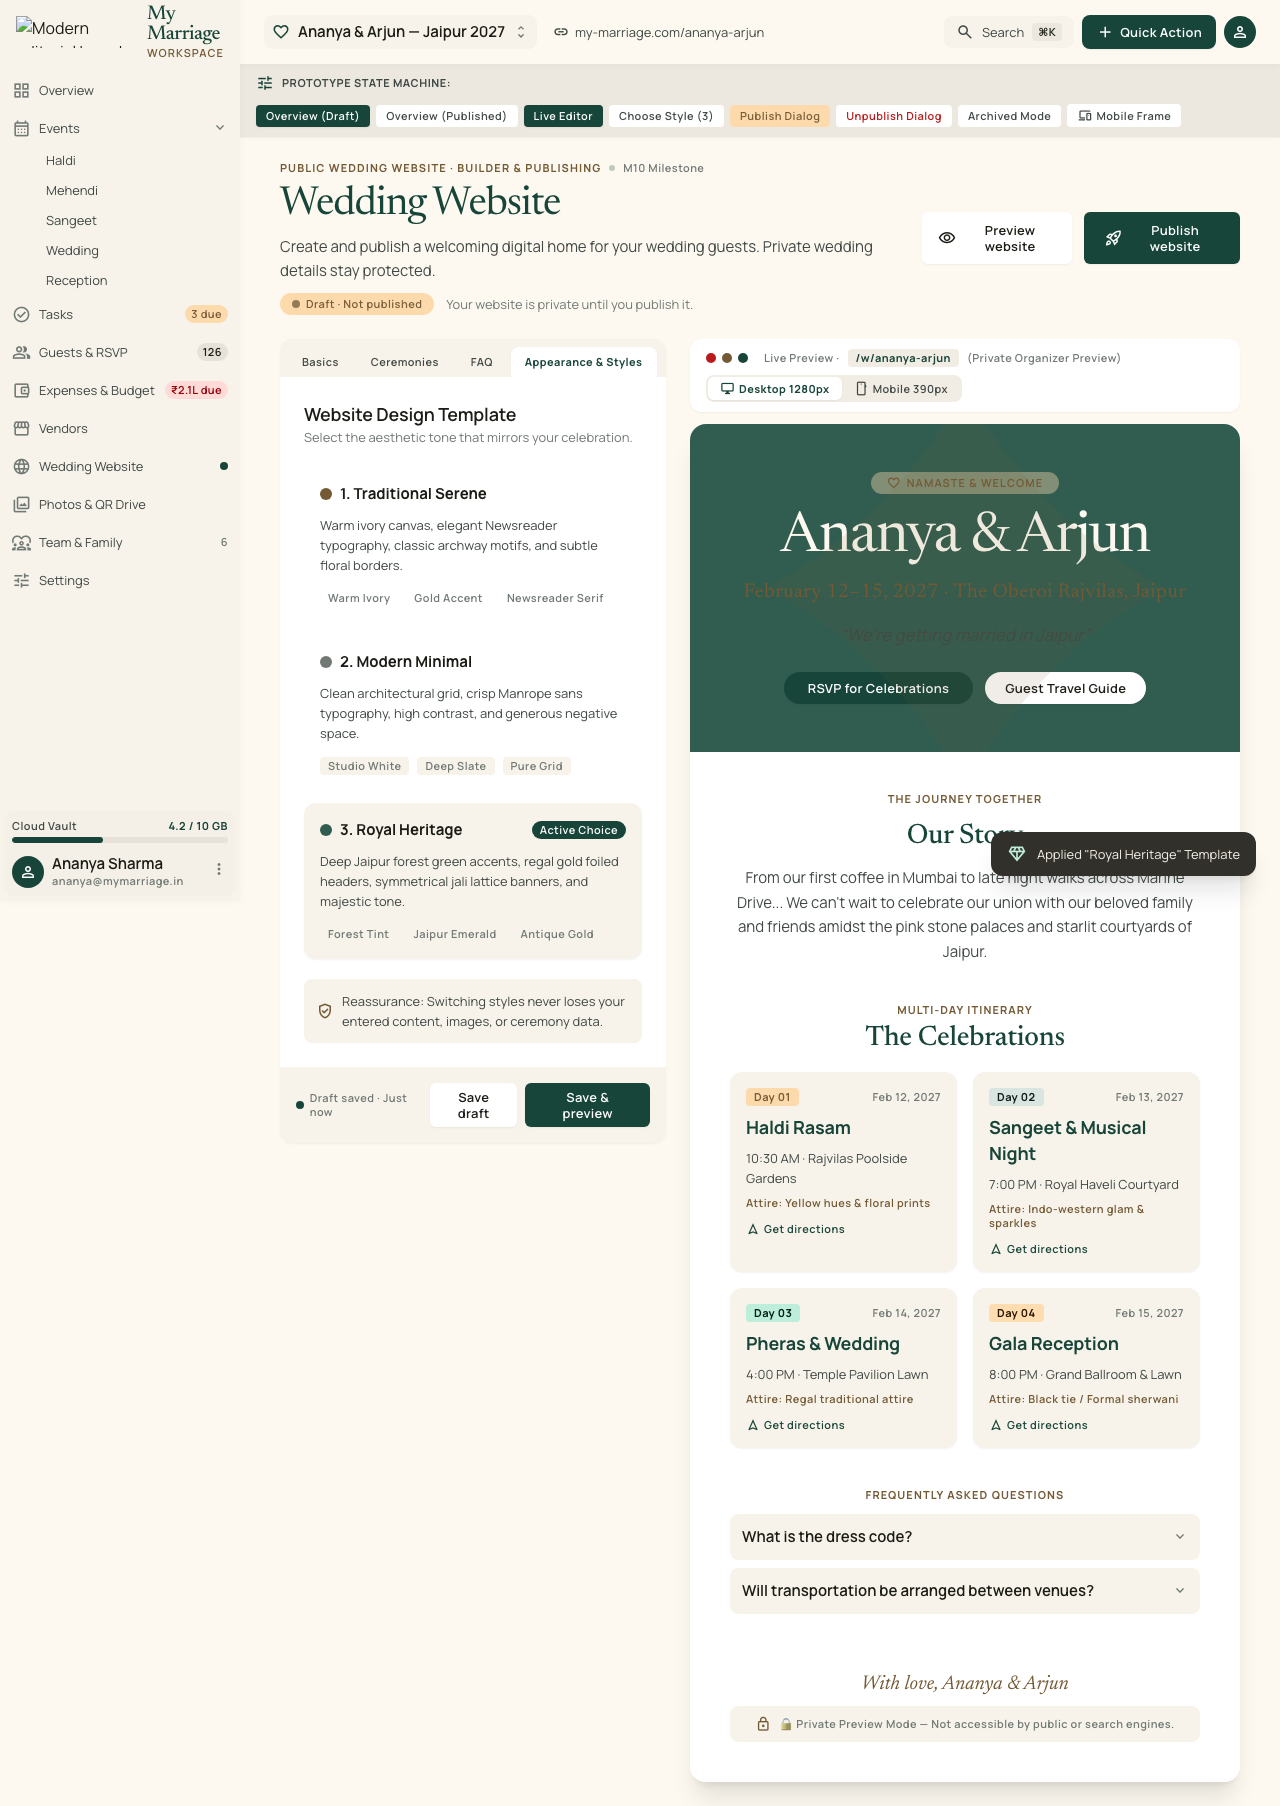 Modern
My
Marriage
WORKSPACE
Overview
Events
Haldi
Mehendi
Sangeet
Wedding
Reception
Tasks
3 due
Guests & RSVP
126
Expenses & Budget
₹2.1L due
Vendors
Wedding Website
Photos & QR Drive
Team & Family
6
Settings
Cloud Vault
4.2 / 10 GB
Ananya Sharma
ananya@mymarriage.in
Ananya & Arjun — Jaipur 2027
my-marriage.com/ananya-arjun
Search
⌘K
Quick Action
PROTOTYPE STATE MACHINE:
Overview (Draft)
Overview (Published)
Live Editor
Choose Style (3)
Publish Dialog
Unpublish Dialog
Archived Mode
Mobile Frame
PUBLIC WEDDING WEBSITE · BUILDER & PUBLISHING
M10 Milestone
Wedding Website
Create and publish a welcoming digital home for your wedding guests. Private wedding
details stay protected.
Draft · Not published
Your website is private until you publish it.
Preview
website
Publish
website
Basics
Ceremonies
FAQ
Appearance & Styles
Website Design Template
Select the aesthetic tone that mirrors your celebration.
1. Traditional Serene
Warm ivory canvas, elegant Newsreader
typography, classic archway motifs, and subtle
floral borders.
Warm Ivory
Gold Accent
Newsreader Serif
2. Modern Minimal
Clean architectural grid, crisp Manrope sans
typography, high contrast, and generous negative
space.
Studio White
Deep Slate
Pure Grid
3. Royal Heritage
Active Choice
Deep Jaipur forest green accents, regal gold foiled
headers, symmetrical jali lattice banners, and
majestic tone.
Forest Tint
Jaipur Emerald
Antique Gold
Reassurance: Switching styles never loses your
entered content, images, or ceremony data.
Draft saved · Just
now
Save
draft
Save &
preview
Live Preview ·
/w/ananya-arjun
(Private Organizer Preview)
Desktop 1280px
Mobile 390px
NAMASTE & WELCOME
Ananya & Arjun
February 12–15, 2027 · The Oberoi Rajvilas, Jaipur
"We're getting married in Jaipur"
RSVP for Celebrations
Guest Travel Guide
THE JOURNEY TOGETHER
Our Story
Applied "Royal Heritage" Template
From our first coffee in Mumbai to late night walks across Marine
Drive... We can't wait to celebrate our union with our beloved family
and friends amidst the pink stone palaces and starlit courtyards of
Jaipur.
MULTI-DAY ITINERARY
The Celebrations
Day 01
Feb 12, 2027
Haldi Rasam
10:30 AM · Rajvilas Poolside
Gardens
Attire: Yellow hues & floral prints
Get directions
Day 02
Feb 13, 2027
Sangeet & Musical
Night
7:00 PM · Royal Haveli Courtyard
Attire: Indo-western glam &
sparkles
Get directions
Day 03
Feb 14, 2027
Pheras & Wedding
4:00 PM · Temple Pavilion Lawn
Attire: Regal traditional attire
Get directions
Day 04
Feb 15, 2027
Gala Reception
8:00 PM · Grand Ballroom & Lawn
Attire: Black tie / Formal sherwani
Get directions
FREQUENTLY ASKED QUESTIONS
What is the dress code?
Will transportation be arranged between venues?
With love, Ananya & Arjun
🔒 Private Preview Mode — Not accessible by public or search engines.